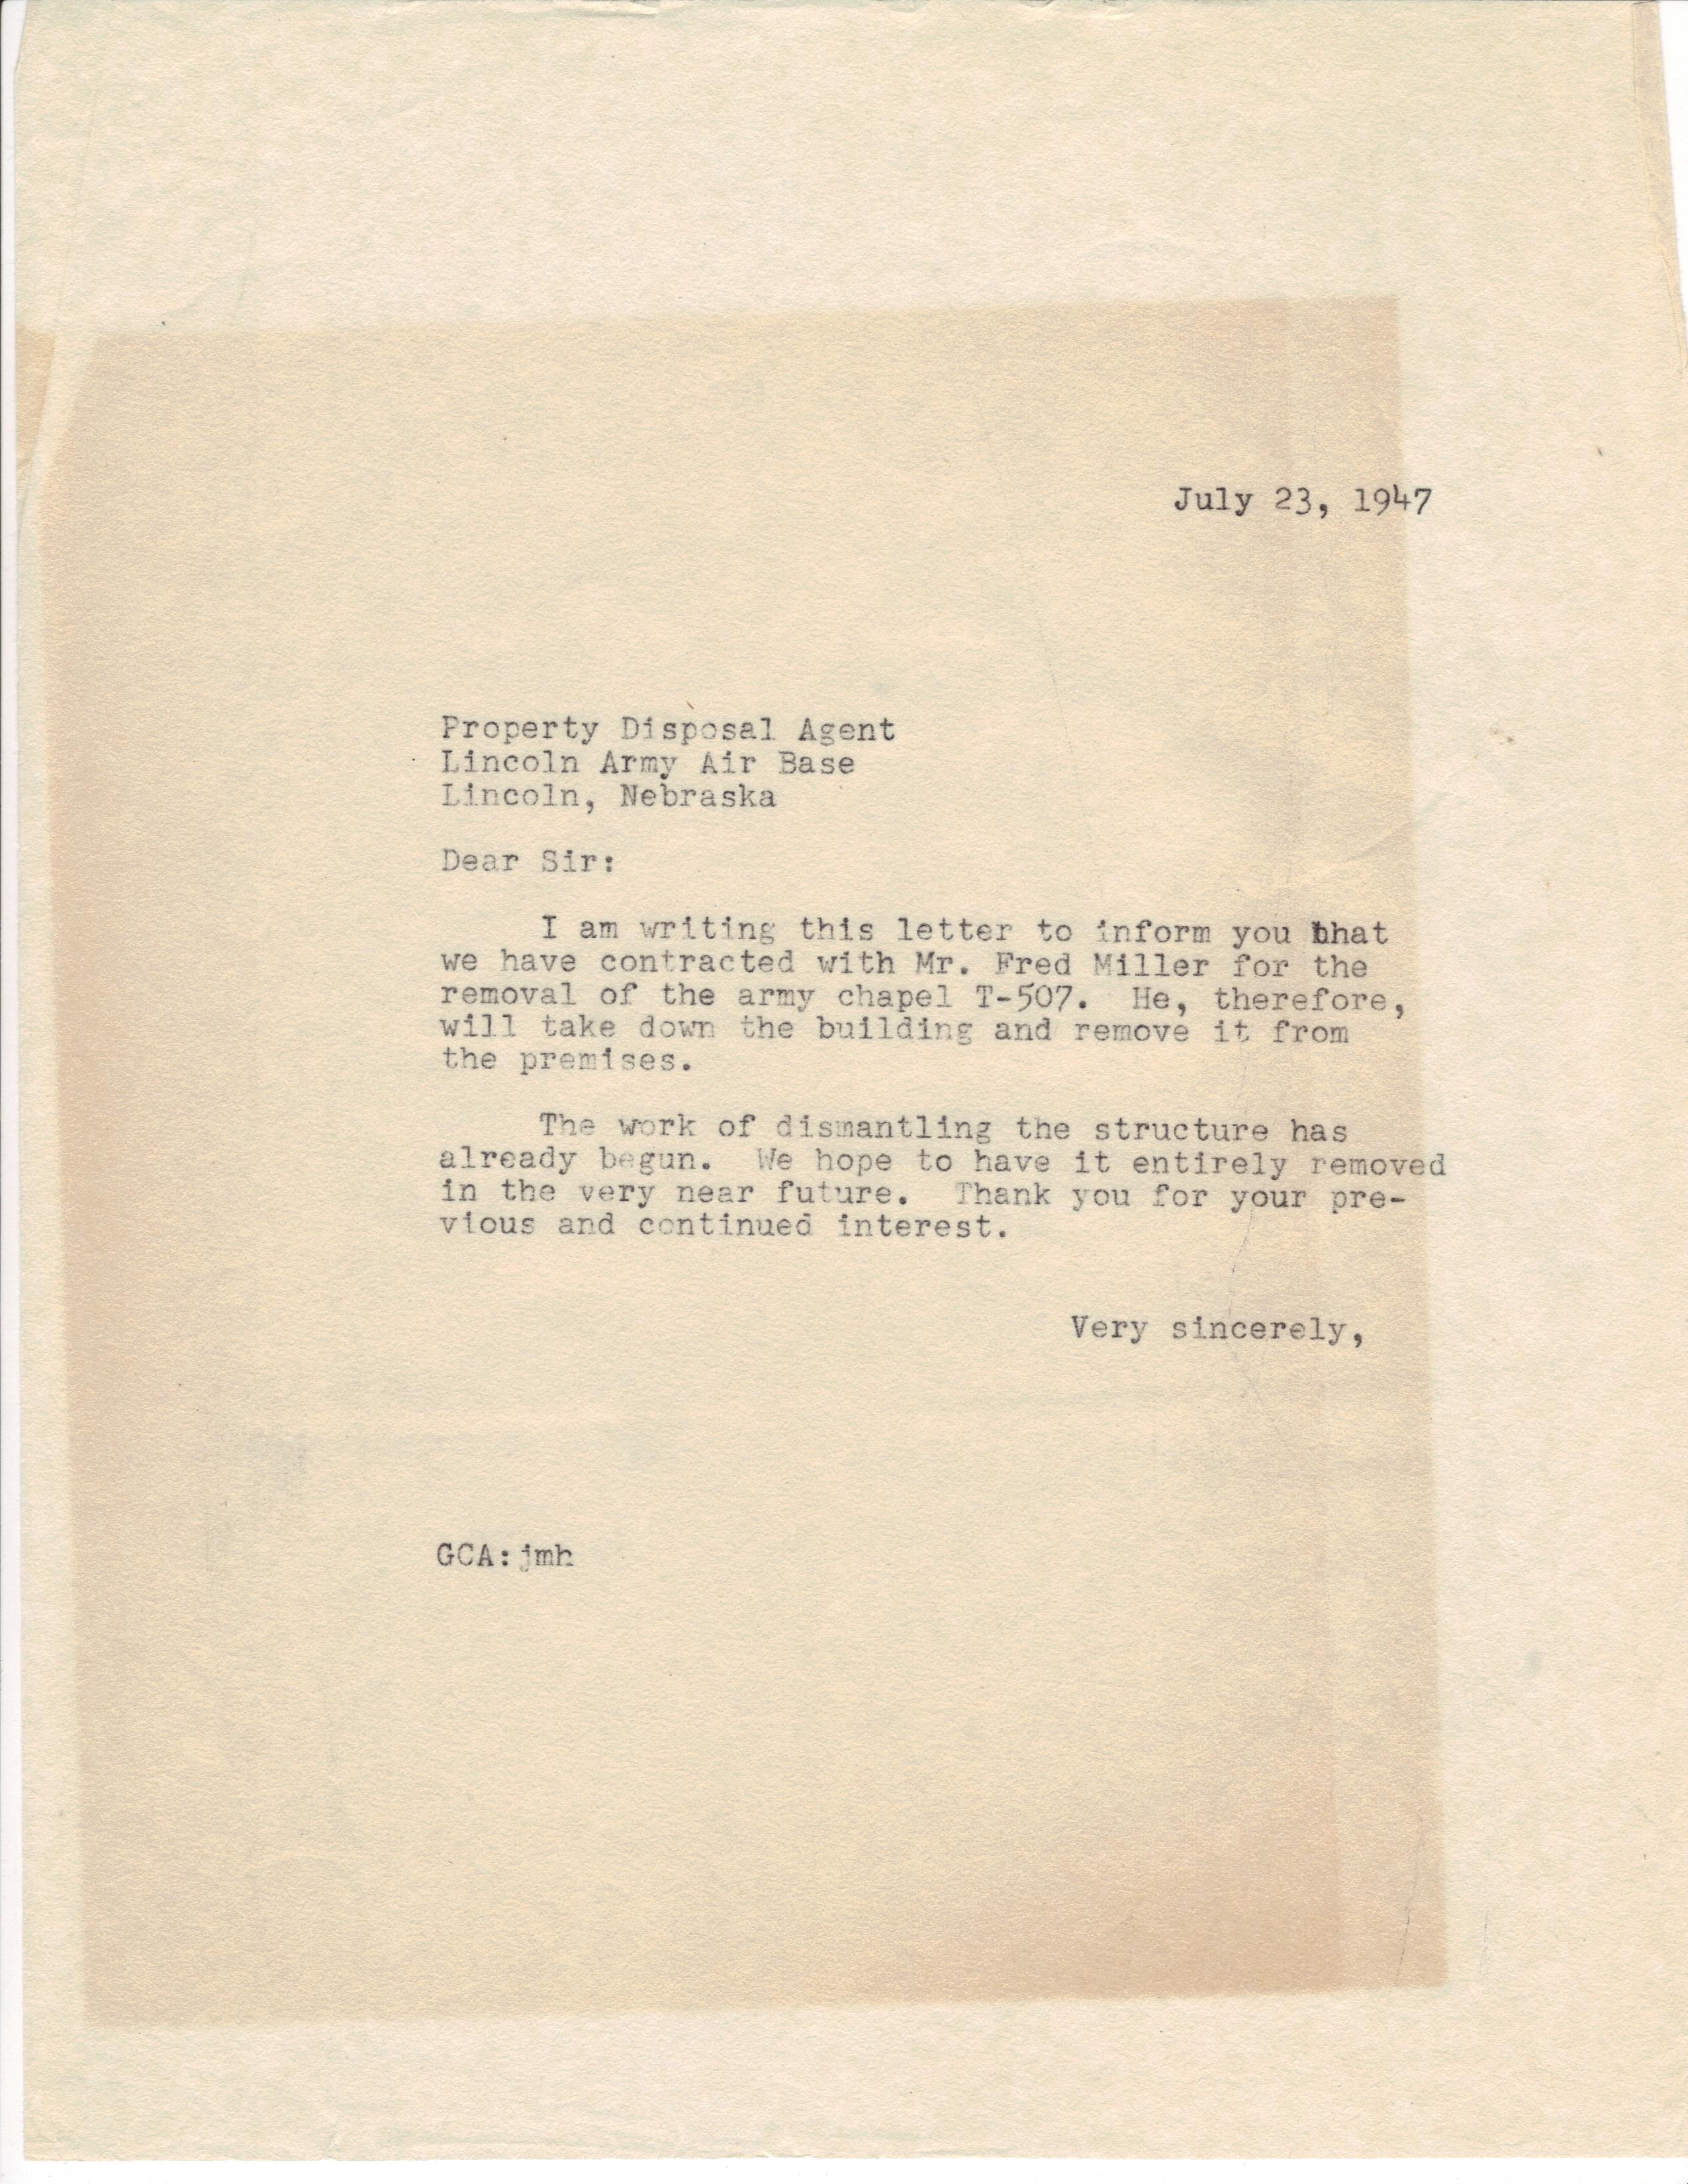 July 23, 1947
Property Disposal Agent
Lincoln Army Air Base
Lincoln, Nebraska
Dear Sir:
I am writing this letter to inform you that
we have contracted with Mr. Fred Miller for the
removal of the army chapel T-507. He, therefore,
will take down the building and remove it from
the premises.
The work of dismantling the structure has
already begun. We hope to have it entirely removed
in the very near future. Thank you for your pre-
vious and continued interest.
Very sincerely,
GCA:jmh